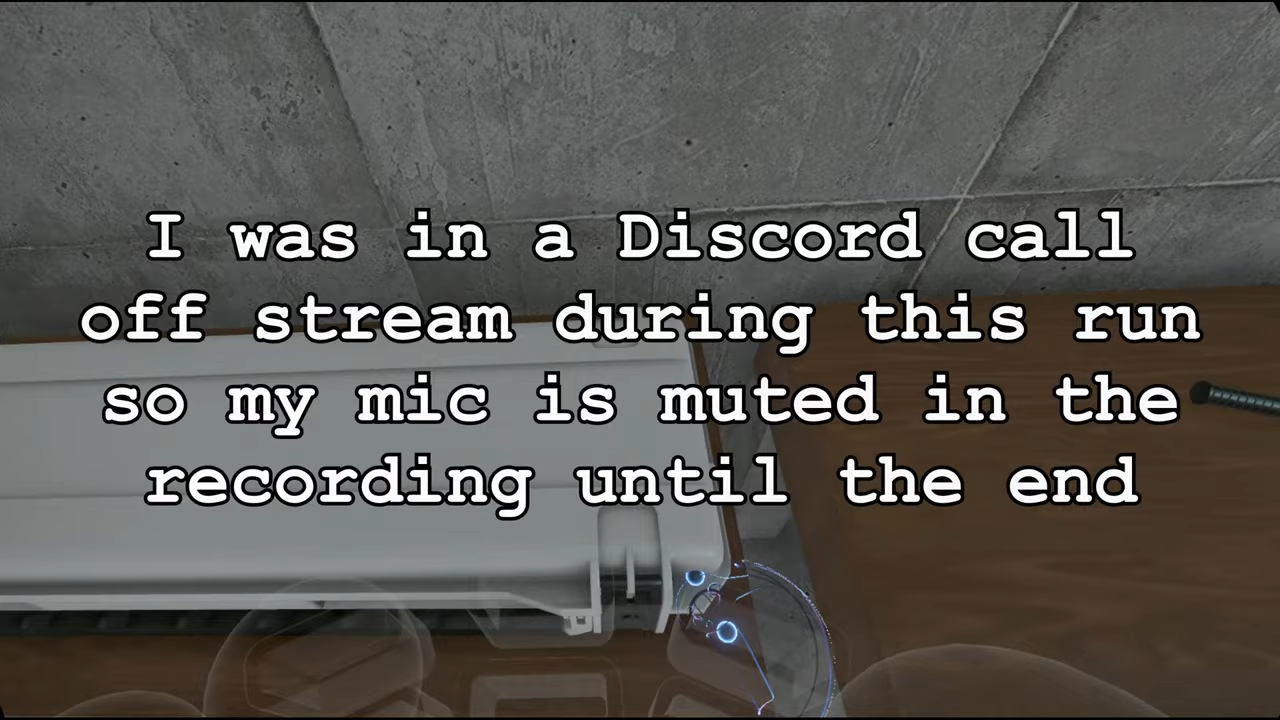 I was in a Discord call
off stream during this run
so my mic is muted in the
recording until the end